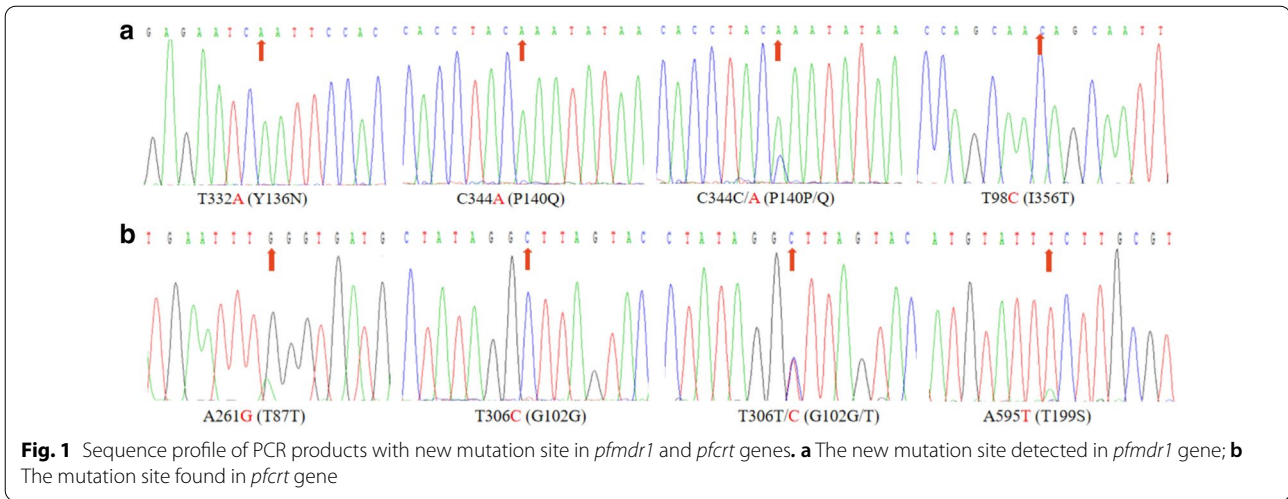 a
G A G A A T C A A T T C C A C
C A C C T A C A A A T A T A A
C A C C T A C A A A T A T A A
C C A G C A A C A G C A A T T
T332A (Y136N)
C344A (P140Q)
C344C/A (P140P/Q)
T98C (I356T)
b
T G A A T T T G G G T G A T G
C T A T A G G C T T A G T A C
C T A T A G G C T T A G T A C
A T G T A T T T C T T G C G T
A261G (T87T)
T306C (G102G)
T306T/C (G102G/T)
A595T (T199S)
Fig. 1 Sequence profile of PCR products with new mutation site in pfmdr1 and pfcrt genes. a The new mutation site detected in pfmdr1 gene; b
The mutation site found in pfcrt gene